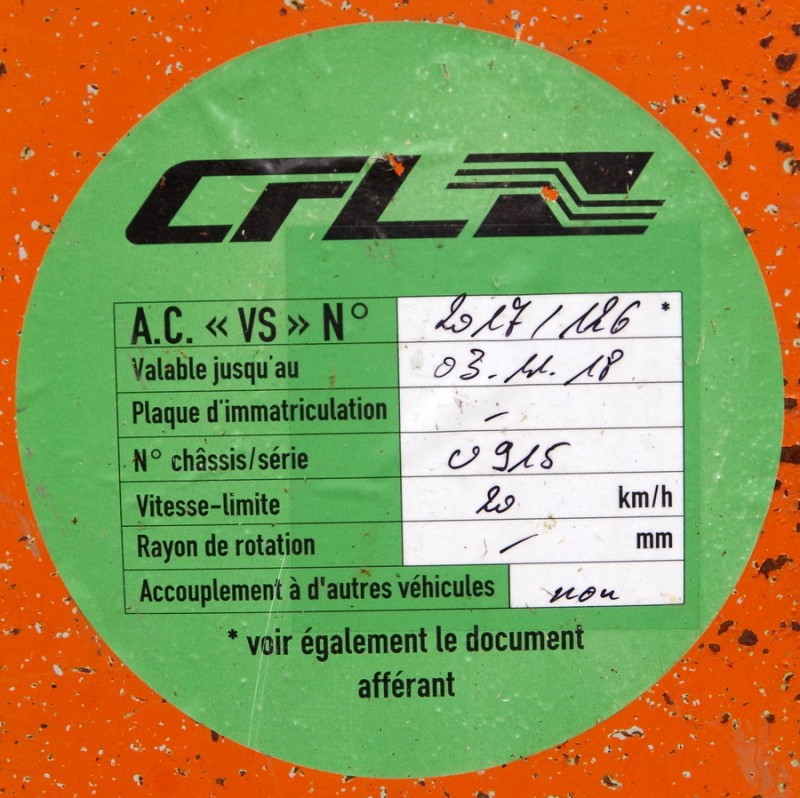 CFL
A.C. « VS » N° 2017 / 126 *
Valable jusqu'au 03.11.18
Plaque d'immatriculation -
N° châssis/série 0915
Vitesse-limite 20 km/h
Rayon de rotation - mm
Accouplement à d'autres véhicules non
* voir également le document
afférant